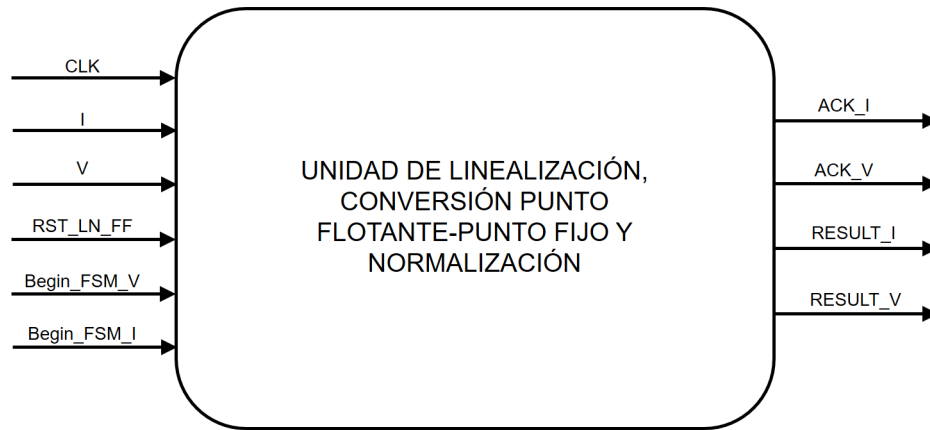 CLK
I
V
RST_LN_FF
Begin_FSM_V
Begin_FSM_I
UNIDAD DE LINEALIZACIÓN,
CONVERSIÓN PUNTO
FLOTANTE-PUNTO FIJO Y
NORMALIZACIÓN
ACK_I
ACK_V
RESULT_I
RESULT_V